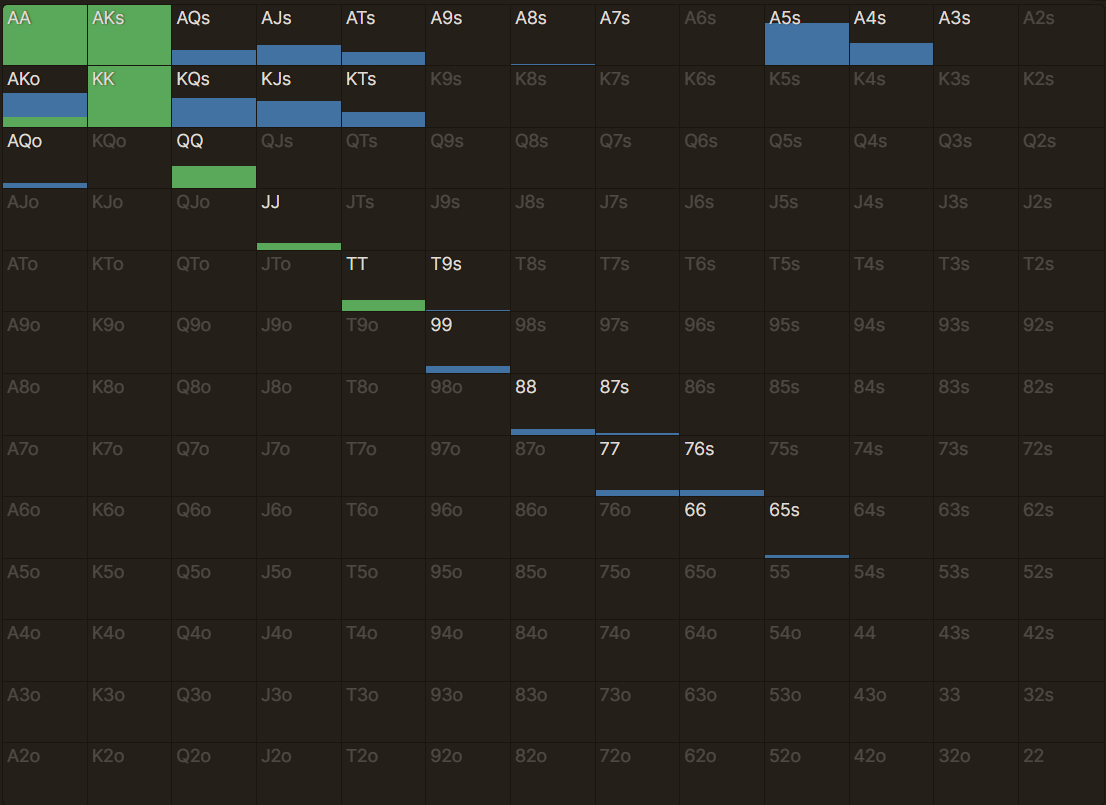 AA AKs AQs AJs ATs A9s A8s A7s A6s A5s A4s A3s A2s
AKo KK KQs KJs KTs K9s K8s K7s K6s K5s K4s K3s K2s
AQo KQo QQ QJs QTs Q9s Q8s Q7s Q6s Q5s Q4s Q3s Q2s
AJo KJo QJo JJ JTs J9s J8s J7s J6s J5s J4s J3s J2s
ATo KTo QTo JTo TT T9s T8s T7s T6s T5s T4s T3s T2s
A9o K9o Q9o J9o T9o 99 98s 97s 96s 95s 94s 93s 92s
A8o K8o Q8o J8o T8o 98o 88 87s 86s 85s 84s 83s 82s
A7o K7o Q7o J7o T7o 97o 87o 77 76s 75s 74s 73s 72s
A6o K6o Q6o J6o T6o 96o 86o 76o 66 65s 64s 63s 62s
A5o K5o Q5o J5o T5o 95o 85o 75o 65o 55 54s 53s 52s
A4o K4o Q4o J4o T4o 94o 84o 74o 64o 54o 44 43s 42s
A3o K3o Q3o J3o T3o 93o 83o 73o 63o 53o 43o 33 32s
A2o K2o Q2o J2o T2o 92o 82o 72o 62o 52o 42o 32o 22